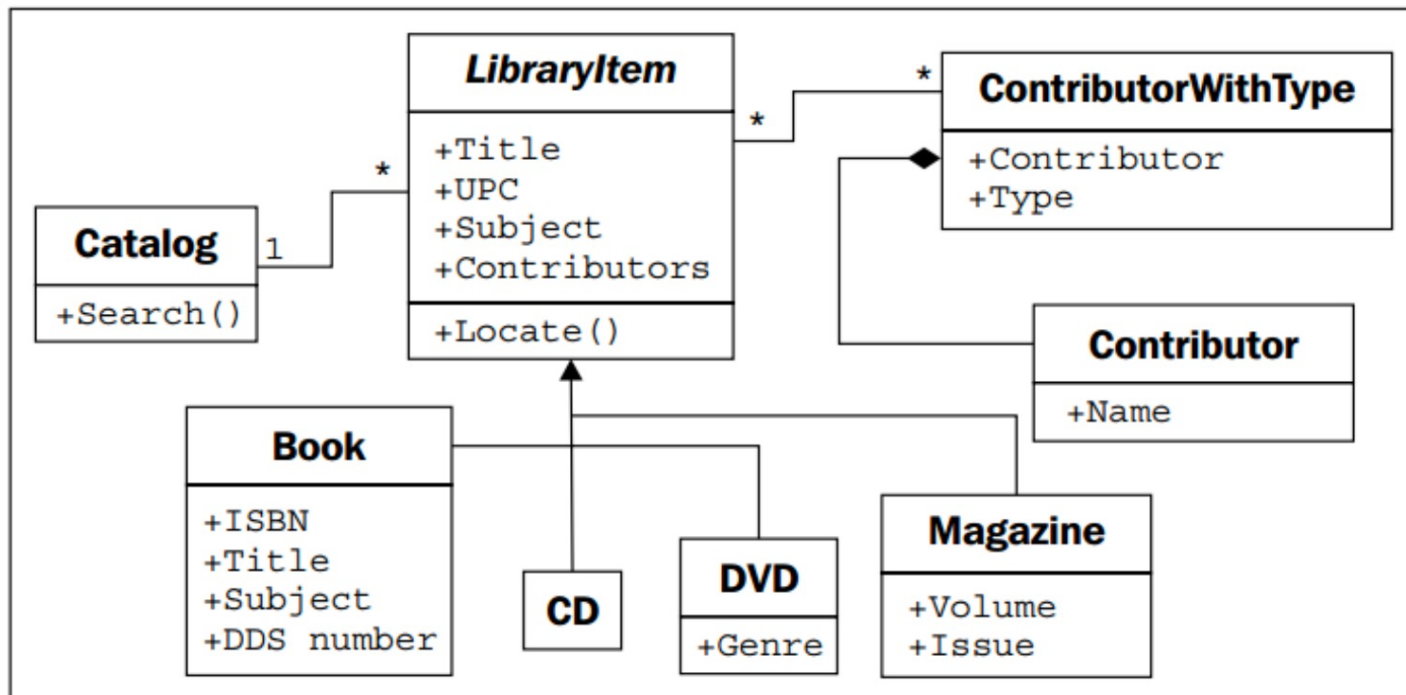 LibraryItem
+Title
+UPC
+Subject
+Contributors
+Locate()
*
*
*
1
ContributorWithType
+Contributor
+Type
Catalog
+Search()
Contributor
+Name
Book
+ISBN
+Title
+Subject
+DDS number
CD
DVD
+Genre
Magazine
+Volume
+Issue